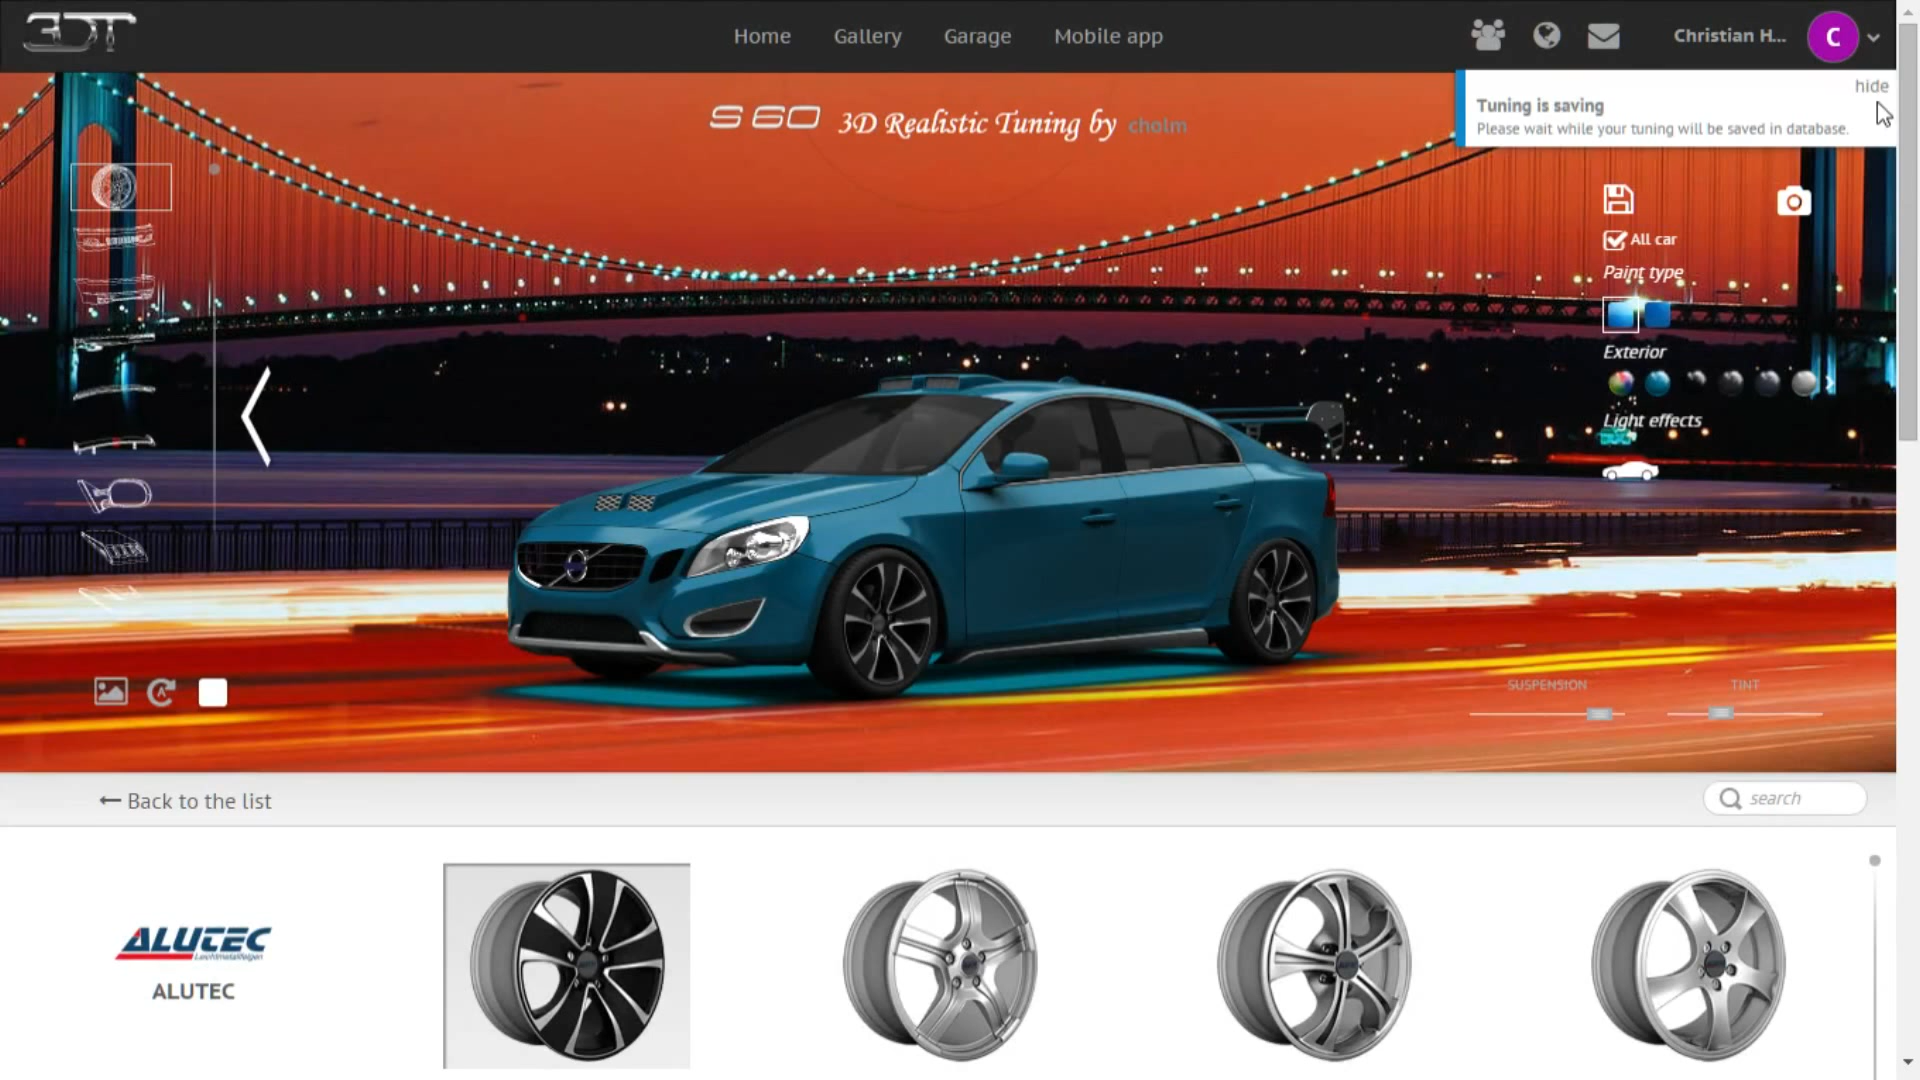 3DT
Home
Gallery
Garage
Mobile app
Christian H...
C
hide
Tuning is saving
Please wait while your tuning will be saved in database.
S60
3D Realistic Tuning by cholm
All car
Paint type
Exterior
Light effects
SUSPENSION
TINT
← Back to the list
search
ALUTEC
Leichtmetallfelgen
ALUTEC